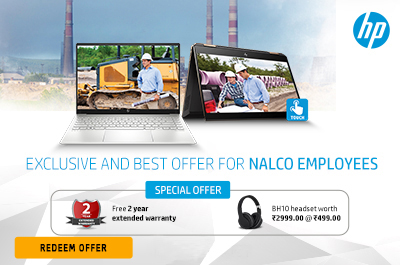 hp
TOUCH
EXCLUSIVE AND BEST OFFER FOR NALCO EMPLOYEES
SPECIAL OFFER
2
Free 2 year
extended warranty
BH10 headset worth
₹2999.00 @ ₹499.00
REDEEM OFFER